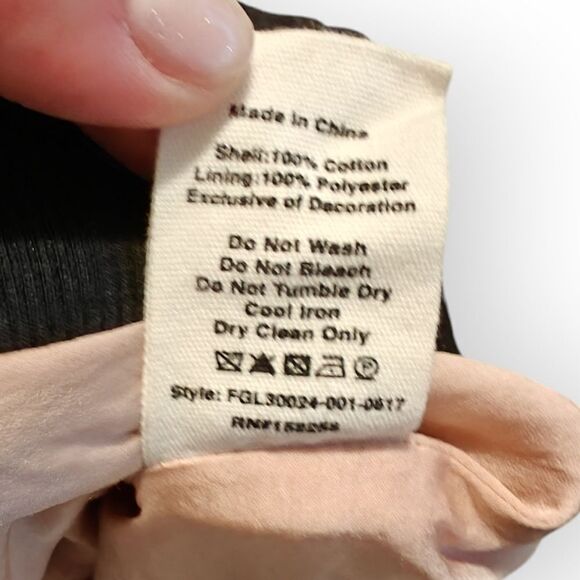 Made in China
Shell:100% Cotton
Lining:100% Polyester
Exclusive of Decoration
Do Not Wash
Do Not Bleach
Do Not Tumble Dry
Cool Iron
Dry Clean Only
P
Style: FGL30024-001-0617